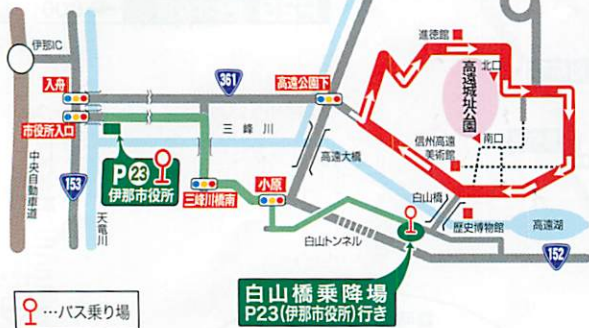 伊那IC
入舟
市役所入口
中央自動車道
153
天竜川
P23
伊那市役所
361
三峰川
三峰川橋南
小原
高遠公園下
高遠大橋
白山トンネル
進徳館
北口
高遠城址公園
南口
信州高遠
美術館
白山橋
歴史博物館
高遠湖
152
白山橋乗降場
P23(伊那市役所)行き
…バス乗り場